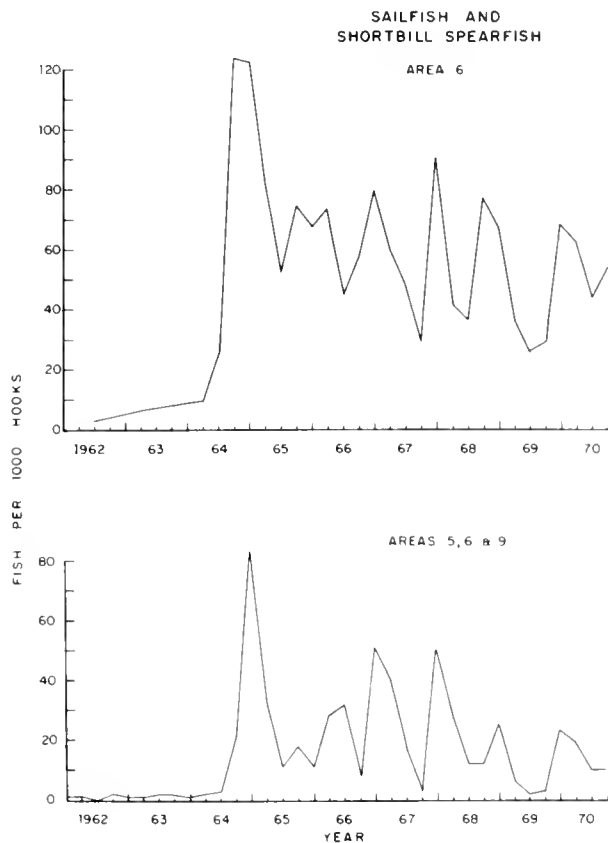 SAILFISH AND
SHORTBILL SPEARFISH
AREA 6
120
100
80
60
40
20
0
1962 63 64 65 66 67 68 69 70
FISH PER 1000 HOOKS
AREAS 5, 6 & 9
80
60
40
20
0
1962 63 64 65 66 67 68 69 70
YEAR